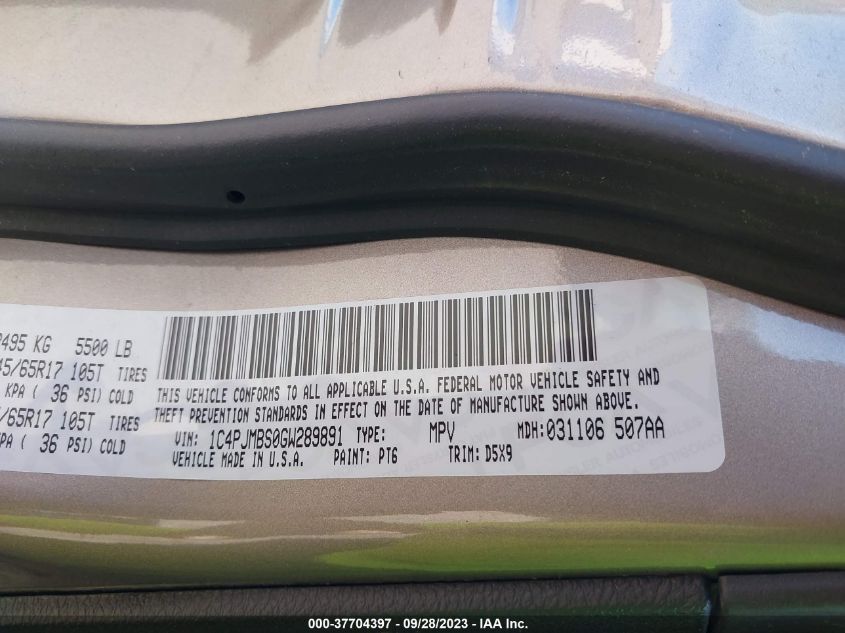 2495 KG 5500 LB
45/65R17 105T TIRES
KPA ( 36 PSI) COLD
/65R17 105T TIRES
KPA ( 36 PSI) COLD
THIS VEHICLE CONFORMS TO ALL APPLICABLE U.S.A. FEDERAL MOTOR VEHICLE SAFETY AND
THEFT PREVENTION STANDARDS IN EFFECT ON THE DATE OF MANUFACTURE SHOWN ABOVE.
VIN: 1C4PJMBS0GW289891 TYPE: MPV MDH: 031106 507AA
VEHICLE MADE IN U.S.A. PAINT: PT6 TRIM: D5X9
000-37704397 - 09/28/2023 - IAA Inc.